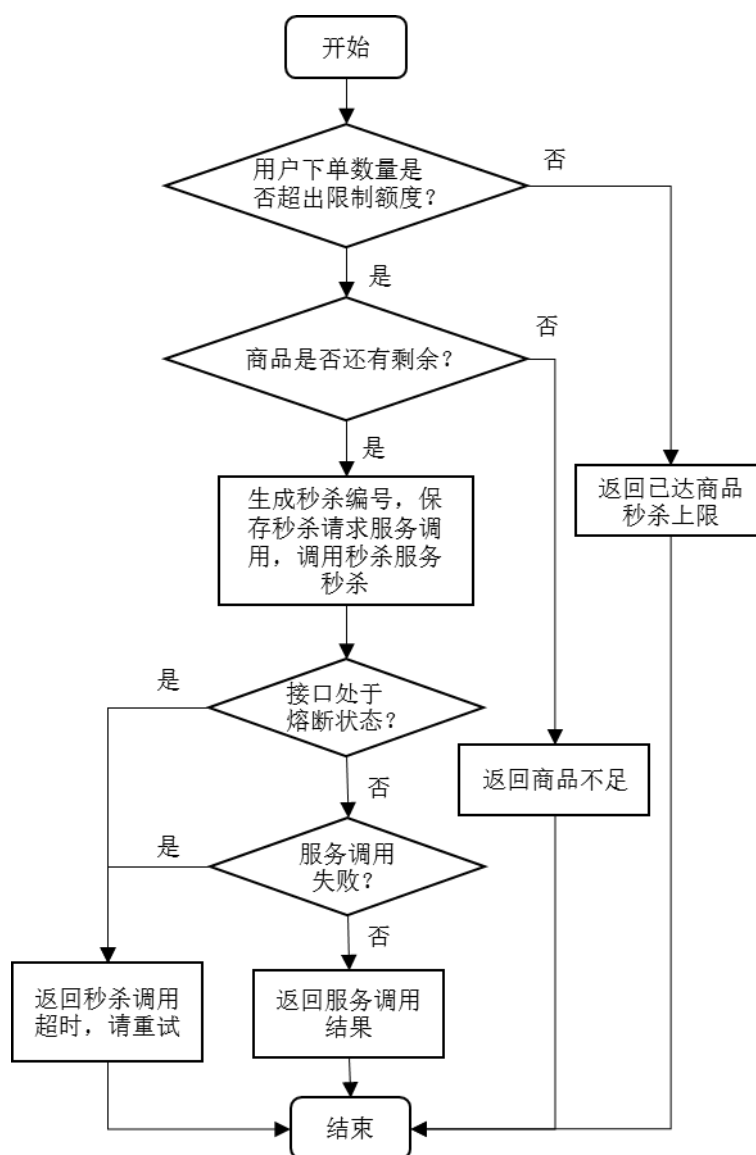 开始
用户下单数量是
否超出限制额度？
否
是
商品是否还有剩余？
否
是
生成秒杀编号，保
存秒杀请求服务调
用，调用秒杀服务
秒杀
返回已达商品
秒杀上限
是
接口处于
熔断状态？
否
返回商品不足
是
服务调用
失败？
否
返回秒杀调用
超时，请重试
返回服务调用
结果
结束